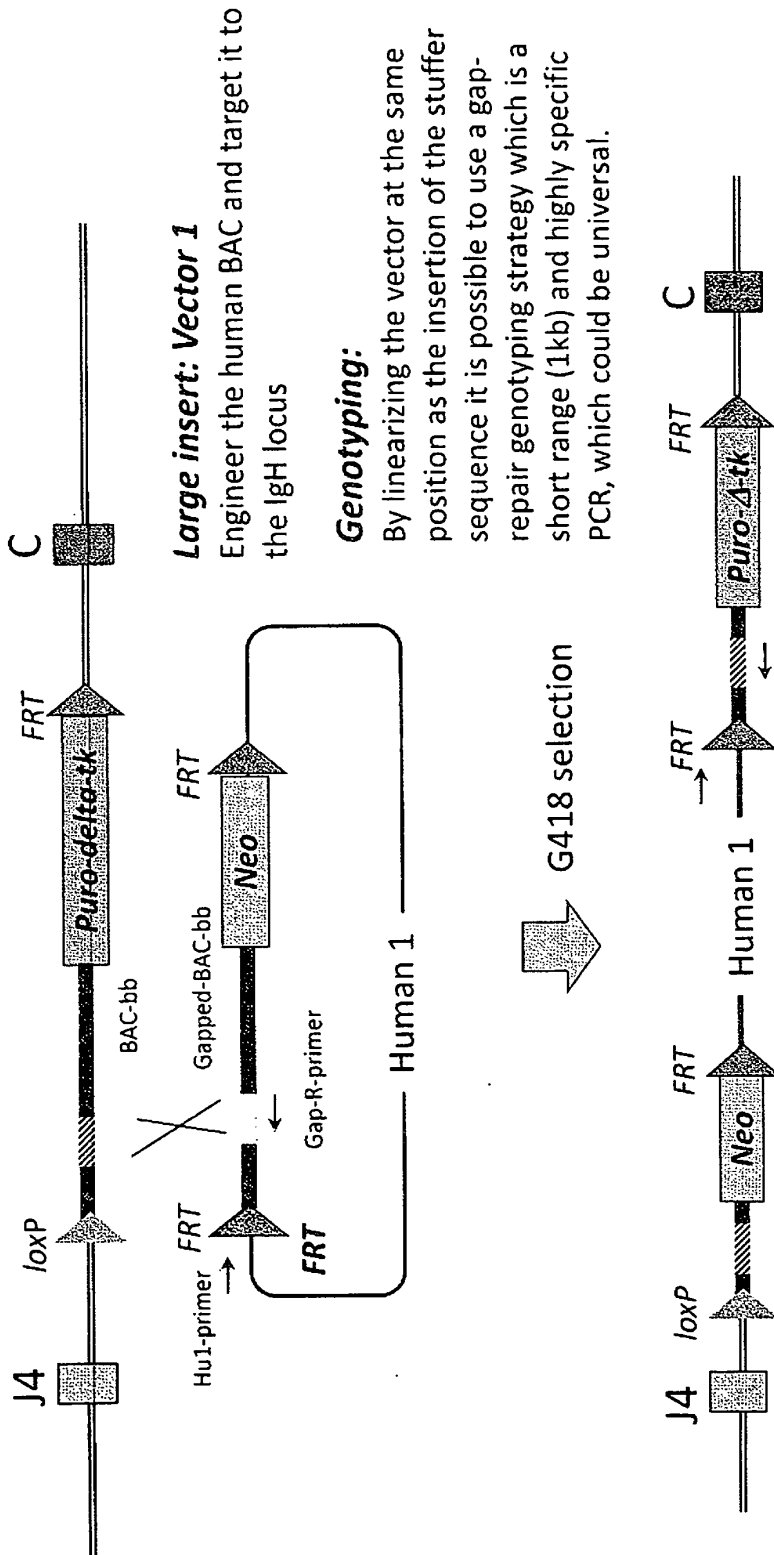 J4
loxP
BAC-bb
Puro-delta-tk
FRT
C
Hu1-primer
FRT
FRT
Gap-R-primer
Gapped-BAC-bb
Neo
FRT
Human 1
Large insert: Vector 1
Engineer the human BAC and target it to
the IgH locus
Genotyping:
By linearizing the vector at the same
position as the insertion of the stuffer
sequence it is possible to use a gap-
repair genotyping strategy which is a
short range (1kb) and highly specific
PCR, which could be universal.
G418 selection
J4
loxP
Neo
FRT
Human 1
FRT
Puro-Δ-tk
FRT
C